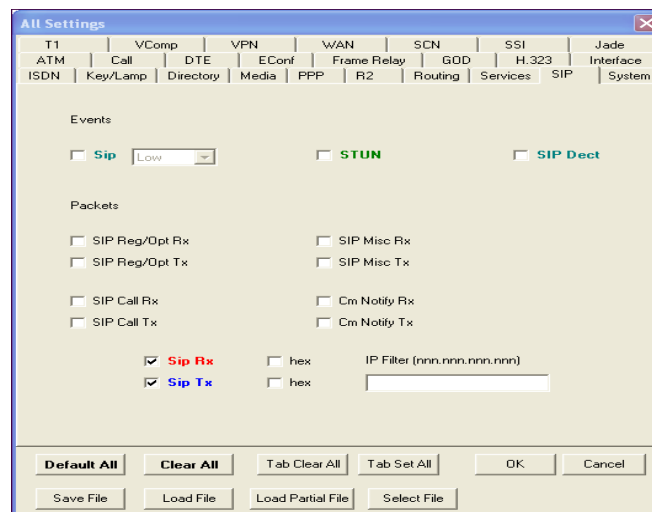 All Settings
T1 VComp VPN WAN SCN SSI Jade
ATM Call DTE EConf Frame Relay GOD H.323 Interface
ISDN Key/Lamp Directory Media PPP R2 Routing Services SIP System
Events
Sip Low STUN SIP Dect
Packets
SIP Reg/Opt Rx SIP Misc Rx
SIP Reg/Opt Tx SIP Misc Tx
SIP Call Rx Cm Notify Rx
SIP Call Tx Cm Notify Tx
Sip Rx hex IP Filter (nnn.nnn.nnn.nnn)
Sip Tx hex
Default All Clear All Tab Clear All Tab Set All OK Cancel
Save File Load File Load Partial File Select File